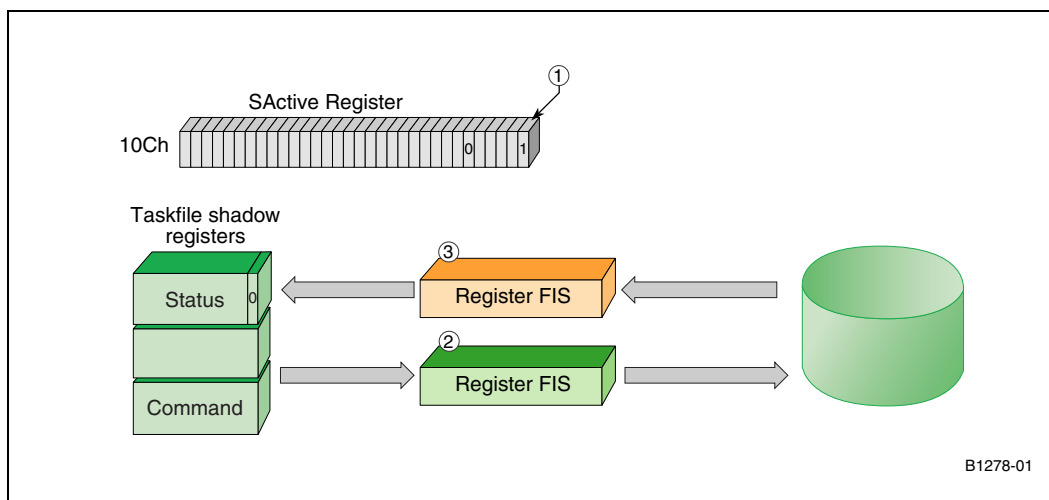 ①
SActive Register
10Ch
0
1
Taskfile shadow
registers
③
Status
0
Register FIS
②
Register FIS
Command
B1278-01